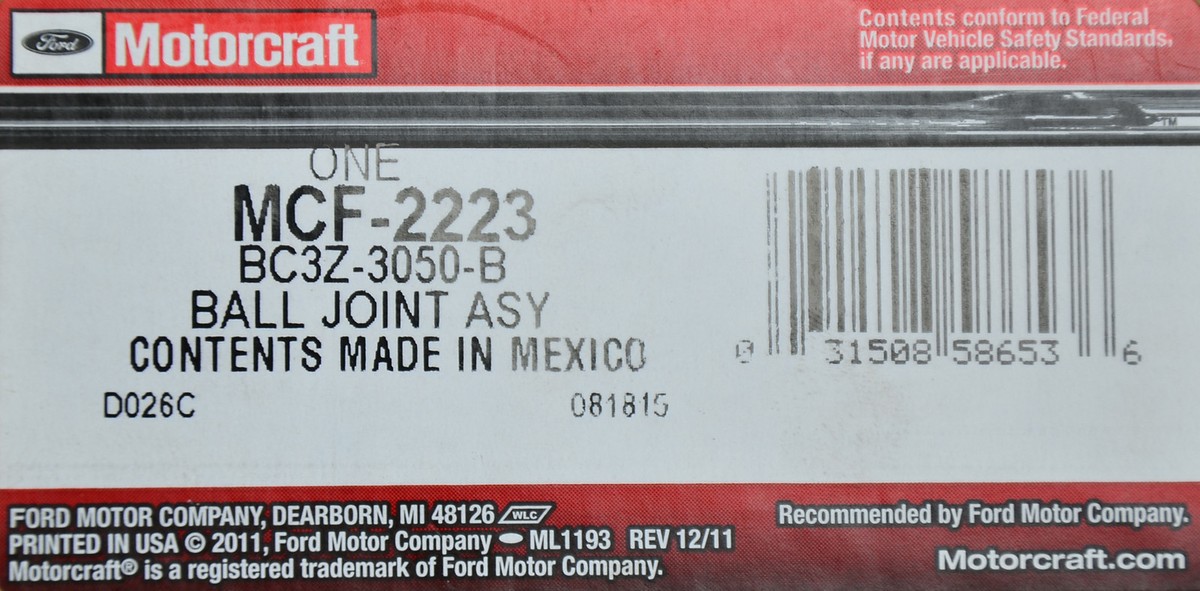 Ford
Motorcraft
Contents conform to Federal
Motor Vehicle Safety Standards,
if any are applicable.
TM
ONE
MCF-2223
BC3Z-3050-B
BALL JOINT ASY
CONTENTS MADE IN MEXICO
D026C 081815
0 31508 58653 6
FORD MOTOR COMPANY, DEARBORN, MI 48126 WLC
PRINTED IN USA © 2011, Ford Motor Company ML1193 REV 12/11
Motorcraft® is a registered trademark of Ford Motor Company.
Recommended by Ford Motor Company.
Motorcraft.com